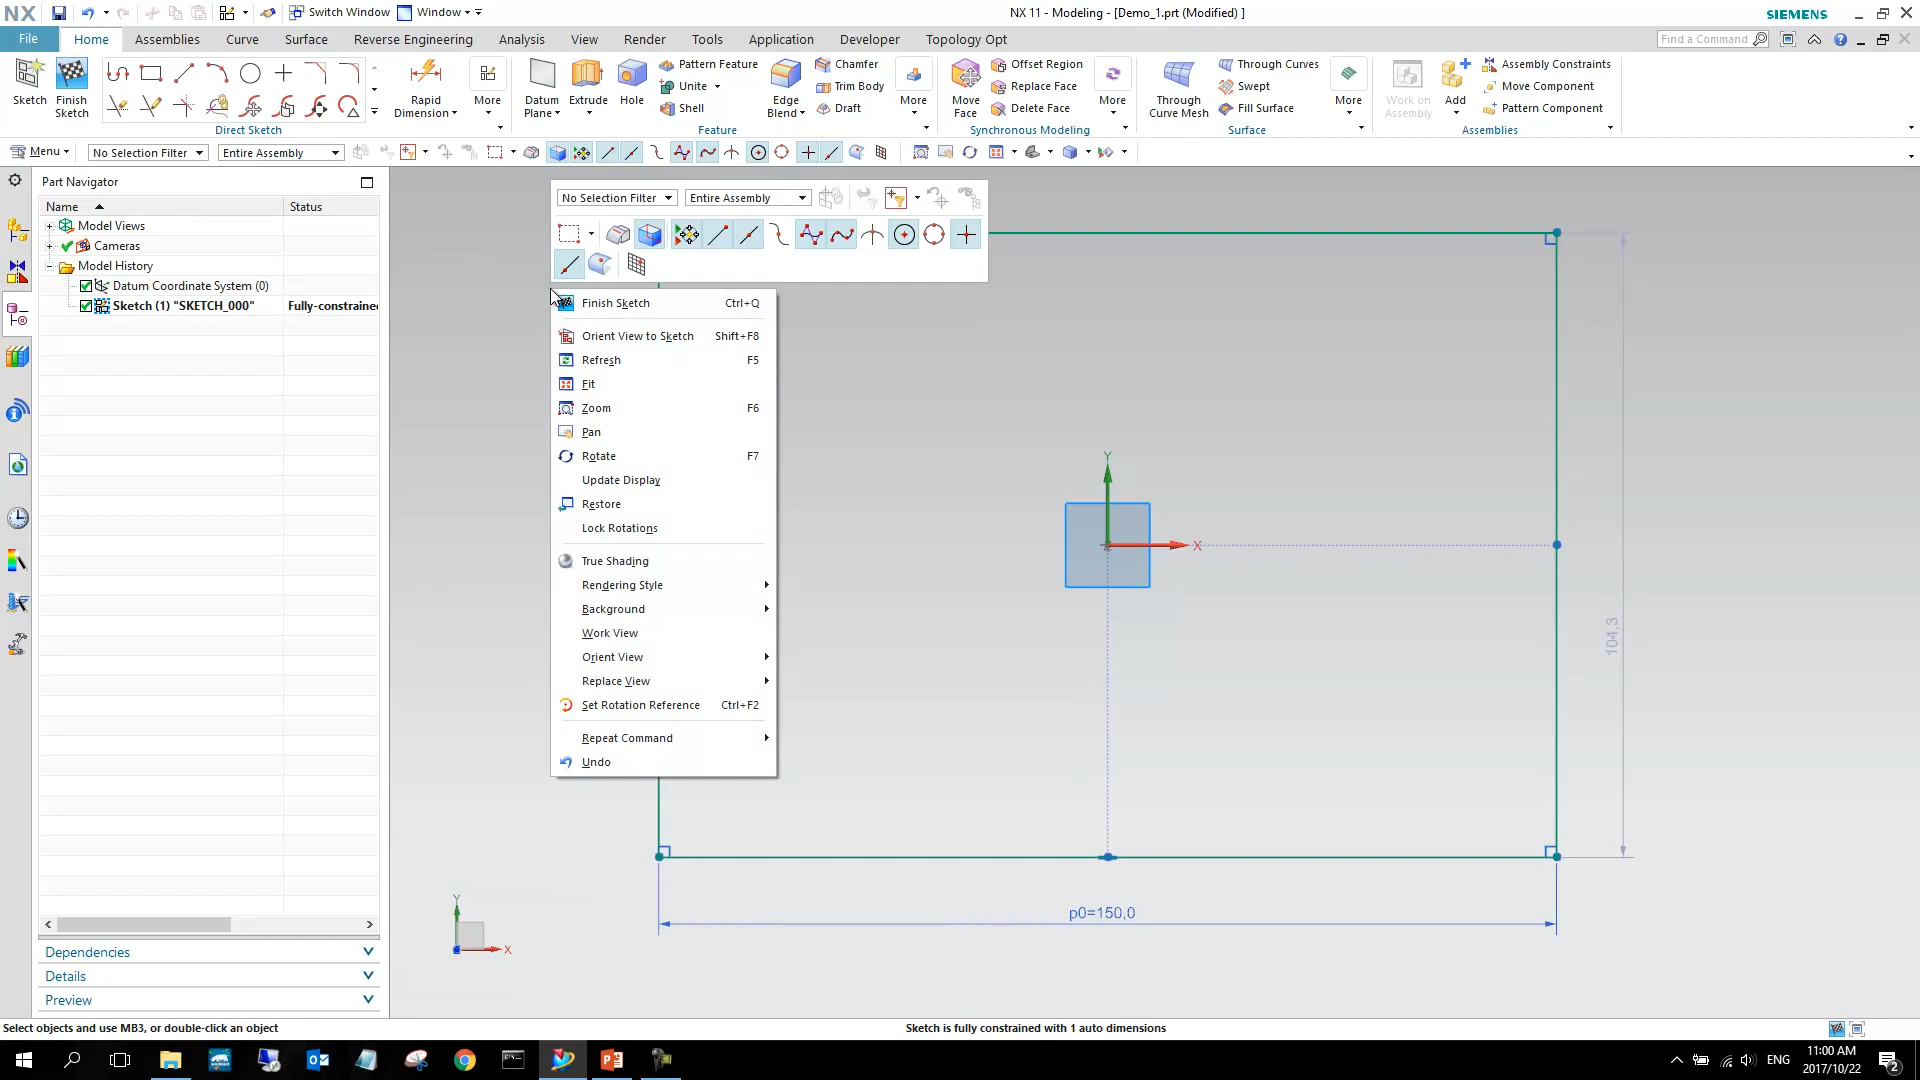 NX Switch Window Window NX 11 - Modeling - [Demo_1.prt (Modified) ] SIEMENS
File Home Assemblies Curve Surface Reverse Engineering Analysis View Render Tools Application Developer Topology Opt Find a Command
Sketch Finish Sketch Direct Sketch
Rapid Dimension More
Datum Plane Extrude Hole Pattern Feature Unite Shell Edge Blend Chamfer Trim Body Draft More Feature
Move Face Offset Region Replace Face Delete Face More Synchronous Modeling
Through Curve Mesh Through Curves Swept Fill Surface More Surface
Work on Assembly Add Assembly Constraints Move Component Pattern Component Assemblies
Menu No Selection Filter Entire Assembly
Part Navigator
Name Status
Model Views
Cameras
Model History
Datum Coordinate System (0)
Sketch (1) "SKETCH_000" Fully-constrained
Dependencies
Details
Preview
No Selection Filter Entire Assembly
Finish Sketch Ctrl+Q
Orient View to Sketch Shift+F8
Refresh F5
Fit
Zoom F6
Pan
Rotate F7
Update Display
Restore
Lock Rotations
True Shading
Rendering Style
Background
Work View
Orient View
Replace View
Set Rotation Reference Ctrl+F2
Repeat Command
Undo
Y
X
104,3
p0=150,0
Y
X
Select objects and use MB3, or double-click an object Sketch is fully constrained with 1 auto dimensions
ENG 11:00 AM
2017/10/22
2